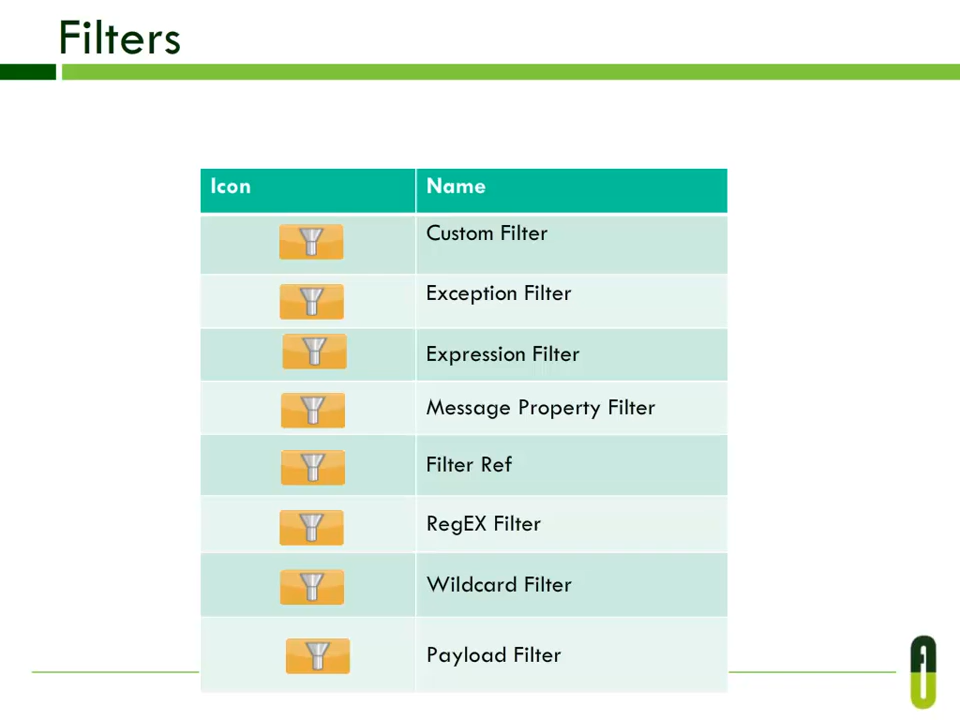 Filters
Icon Name
Custom Filter
Exception Filter
Expression Filter
Message Property Filter
Filter Ref
RegEX Filter
Wildcard Filter
Payload Filter